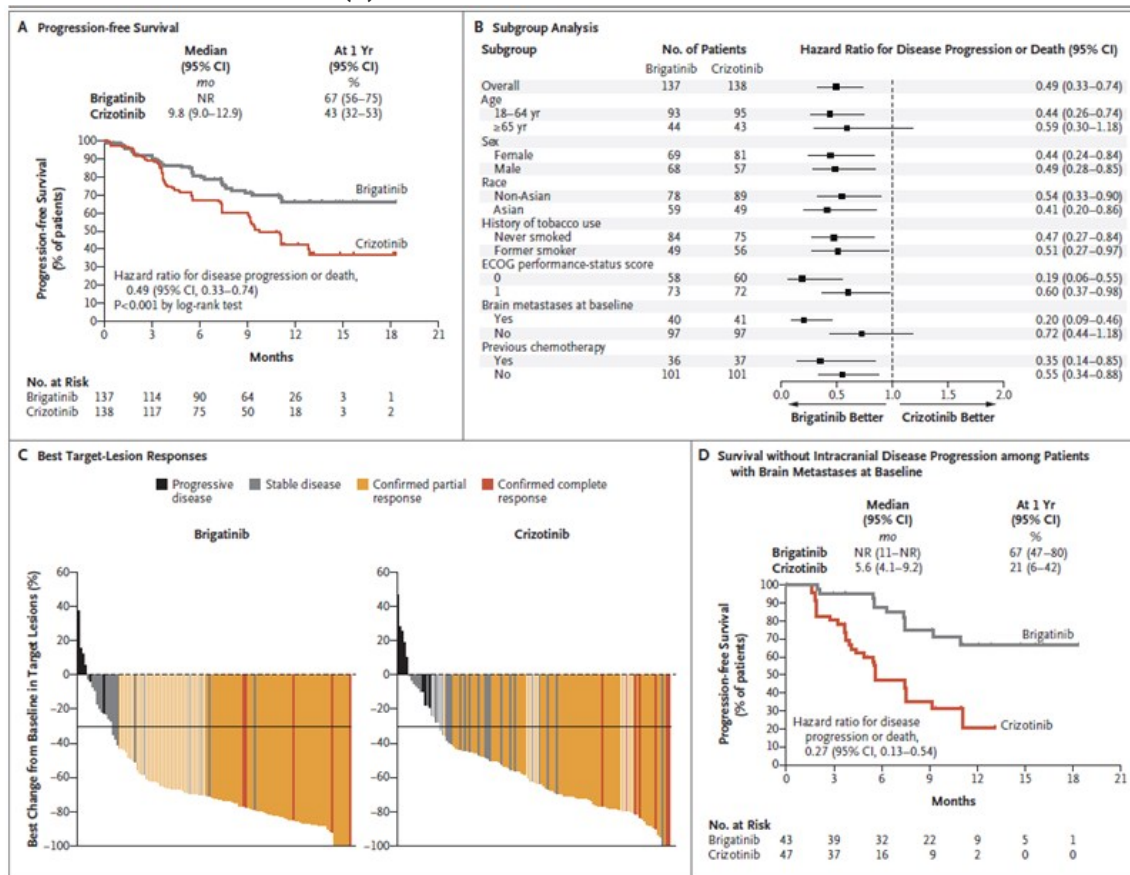 A Progression-free Survival
Median (95% CI) At 1 Yr (95% CI)
mo %
Brigatinib NR 67 (56–75)
Crizotinib 9.8 (9.0–12.9) 43 (32–53)
Progression-free Survival (% of patients)
100
90
80
70
60
50
40
30
20
10
0
Brigatinib
Crizotinib
Hazard ratio for disease progression or death,
0.49 (95% CI, 0.33–0.74)
P<0.001 by log-rank test
0 3 6 9 12 15 18 21
Months
No. at Risk
Brigatinib 137 114 90 64 26 3 1
Crizotinib 138 117 75 50 18 3 2
B Subgroup Analysis
Subgroup No. of Patients Hazard Ratio for Disease Progression or Death (95% CI)
Brigatinib Crizotinib
Overall 137 138 0.49 (0.33–0.74)
Age
18–64 yr 93 95 0.44 (0.26–0.74)
≥65 yr 44 43 0.59 (0.30–1.18)
Sex
Female 69 81 0.44 (0.24–0.84)
Male 68 57 0.49 (0.28–0.85)
Race
Non-Asian 78 89 0.54 (0.33–0.90)
Asian 59 49 0.41 (0.20–0.86)
History of tobacco use
Never smoked 84 75 0.47 (0.27–0.84)
Former smoker 49 56 0.51 (0.27–0.97)
ECOG performance-status score
0 58 60 0.19 (0.06–0.55)
1 73 72 0.60 (0.37–0.98)
Brain metastases at baseline
Yes 40 41 0.20 (0.09–0.46)
No 97 97 0.72 (0.44–1.18)
Previous chemotherapy
Yes 36 37 0.35 (0.14–0.85)
No 101 101 0.55 (0.34–0.88)
0.0 0.5 1.0 1.5 2.0
Brigatinib Better Crizotinib Better
C Best Target-Lesion Responses
Progressive disease Stable disease Confirmed partial response Confirmed complete response
Brigatinib Crizotinib
Best Change from Baseline in Target Lesions (%)
60 60
40 40
20 20
0 0
−20 −20
−40 −40
−60 −60
−80 −80
−100 −100
D Survival without Intracranial Disease Progression among Patients
with Brain Metastases at Baseline
Median (95% CI) At 1 Yr (95% CI)
mo %
Brigatinib NR (11–NR) 67 (47–80)
Crizotinib 5.6 (4.1–9.2) 21 (6–42)
Progression-free Survival (% of patients)
100
90
80
70
60
50
40
30
20
10
0
Brigatinib
Crizotinib
Hazard ratio for disease
progression or death,
0.27 (95% CI, 0.13–0.54)
0 3 6 9 12 15 18 21
Months
No. at Risk
Brigatinib 43 39 32 22 9 5 1
Crizotinib 47 37 16 9 2 0 0